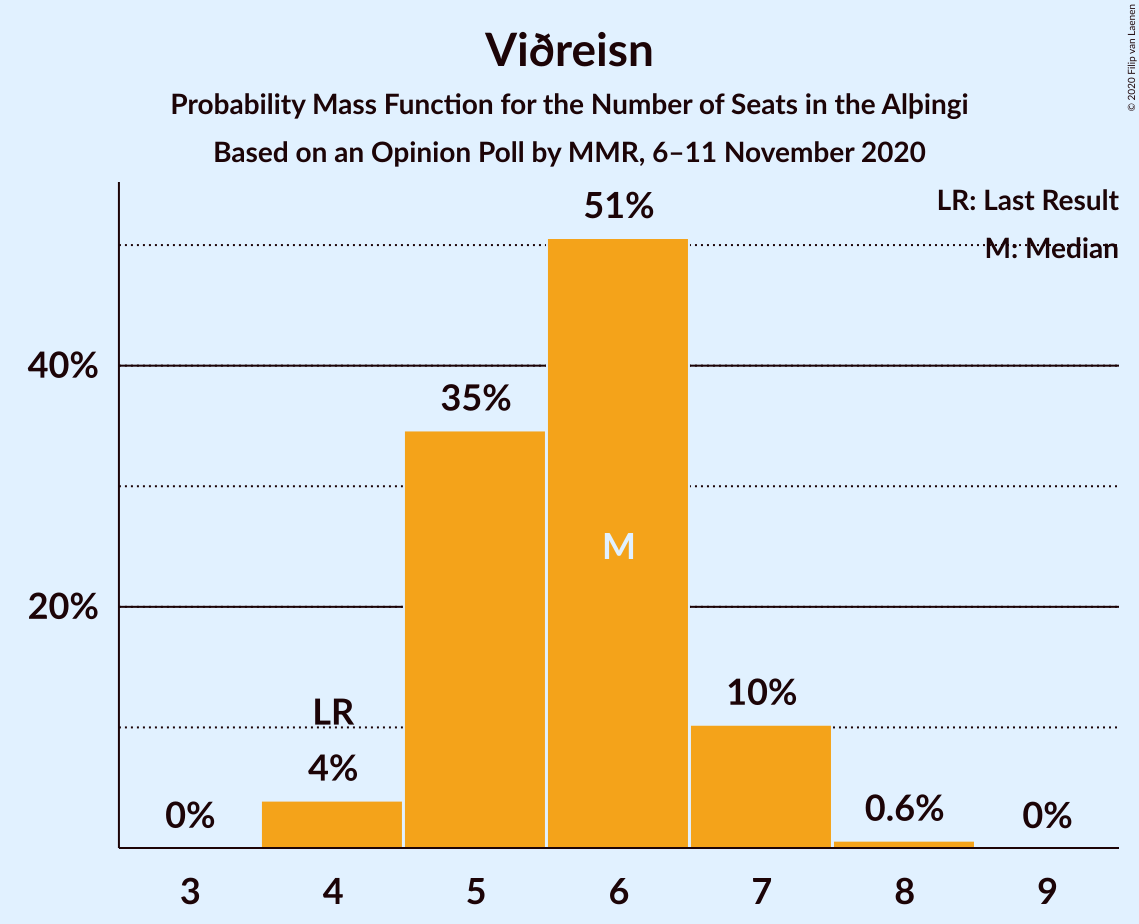 Viðreisn
Probability Mass Function for the Number of Seats in the Alþingi
Based on an Opinion Poll by MMR, 6–11 November 2020
© 2020 Filip van Laenen
LR: Last Result
M: Median
51%
40%
35%
M
20%
LR
10%
4%
0%
0.6%
0%
3 4 5 6 7 8 9